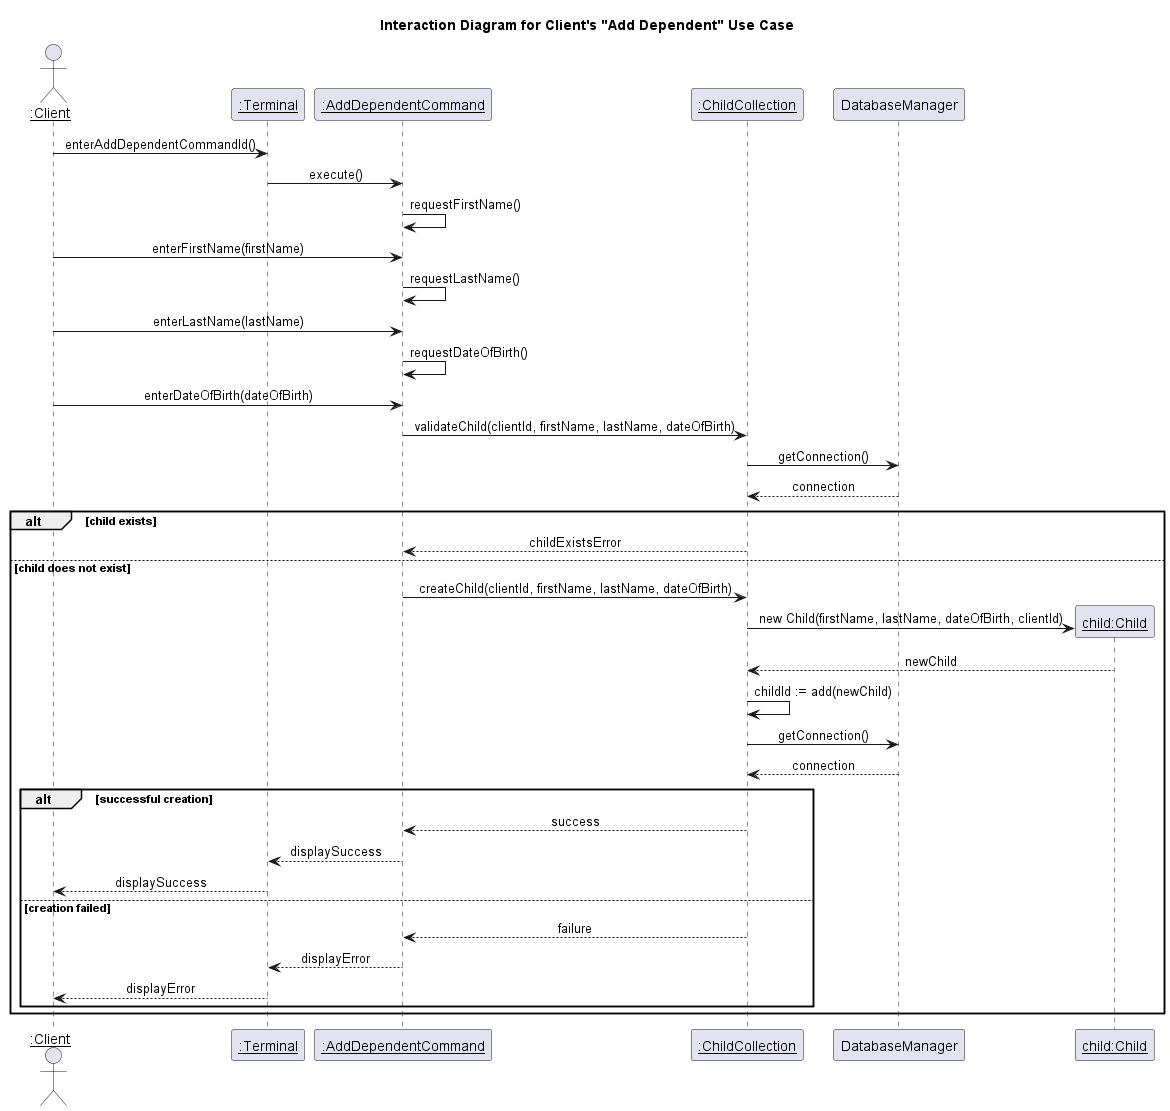 Interaction Diagram for Client's "Add Dependent" Use Case
:Client
:Terminal
:AddDependentCommand
:ChildCollection
DatabaseManager
enterAddDependentCommandId()
execute()
requestFirstName()
enterFirstName(firstName)
requestLastName()
enterLastName(lastName)
requestDateOfBirth()
enterDateOfBirth(dateOfBirth)
validateChild(clientId, firstName, lastName, dateOfBirth)
getConnection()
connection
alt [child exists]
childExistsError
[child does not exist]
createChild(clientId, firstName, lastName, dateOfBirth)
new Child(firstName, lastName, dateOfBirth, clientId)
child:Child
newChild
childId := add(newChild)
getConnection()
connection
alt [successful creation]
success
displaySuccess
displaySuccess
[creation failed]
failure
displayError
displayError
:Client
:Terminal
:AddDependentCommand
:ChildCollection
DatabaseManager
child:Child